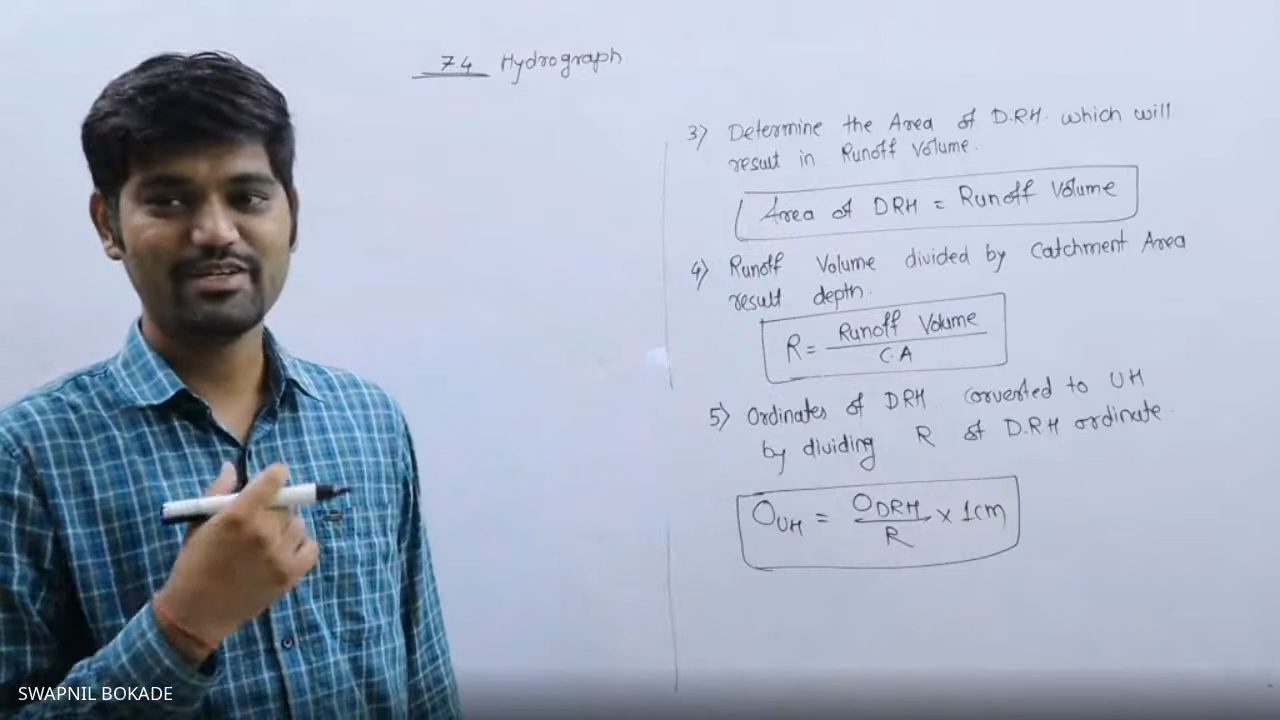 7.4 Hydrograph
3) Determine the Area of D.R.H. which will
result in Runoff Volume.
Area of DRH = Runoff Volume
4) Runoff Volume divided by Catchment Area
result depth.
R = Runoff Volume
C.A
5) Ordinates of DRH converted to UH
by dividing R of D.R.H ordinate.
O_UH = O_DRH / R × 1cm
SWAPNIL BOKADE